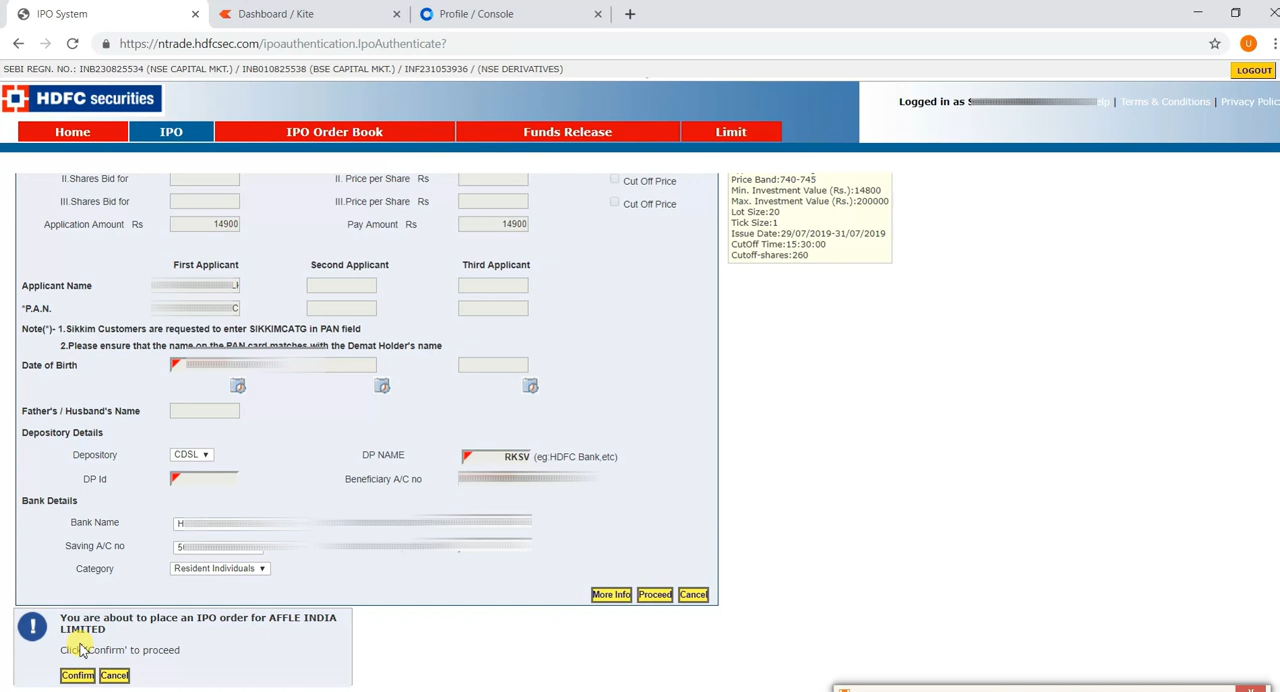 IPO System
Dashboard / Kite
Profile / Console
https://ntrade.hdfcsec.com/ipoauthentication.IpoAuthenticate?
U
SEBI REGN. NO.: INB230825534 (NSE CAPITAL MKT.) / INB010825538 (BSE CAPITAL MKT.) / INF231053936 / (NSE DERIVATIVES)
LOGOUT
HDFC securities
Logged in as S
elp | Terms & Conditions | Privacy Polic
Home IPO IPO Order Book Funds Release Limit
II.Shares Bid for II. Price per Share Rs Cut Off Price
III.Shares Bid for III.Price per Share Rs Cut Off Price
Application Amount Rs 14900 Pay Amount Rs 14900
Price Band:740-745
Min. Investment Value (Rs.):14800
Max. Investment Value (Rs.):200000
Lot Size:20
Tick Size:1
Issue Date:29/07/2019-31/07/2019
CutOff Time:15:30:00
Cutoff-shares:260
First Applicant Second Applicant Third Applicant
Applicant Name
*P.A.N. C
Note(*)- 1.Sikkim Customers are requested to enter SIKKIMCATG in PAN field
2.Please ensure that the name on the PAN card matches with the Demat Holder's name
Date of Birth
Father's / Husband's Name
Depository Details
Depository CDSL DP NAME RKSV (eg:HDFC Bank,etc)
DP Id Beneficiary A/C no
Bank Details
Bank Name H
Saving A/C no 5
Category Resident Individuals
More Info Proceed Cancel
You are about to place an IPO order for AFFLE INDIA
LIMITED
Click 'Confirm' to proceed
Confirm Cancel